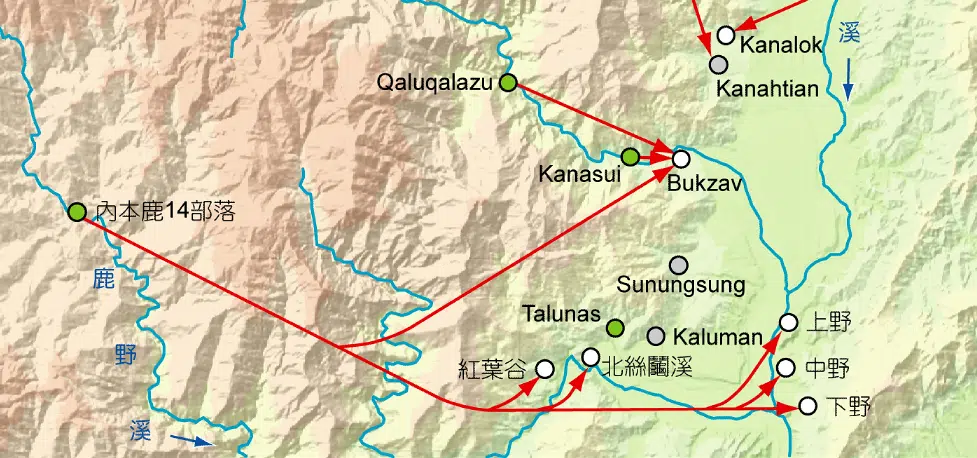 溪
Kanalok
Qaluqalazu
Kanahtian
Kanasui
Bukzav
內本鹿14部落
鹿
野
溪
Sunungsung
Talunas
Kaluman
上野
紅葉谷
北絲鬮溪
中野
下野